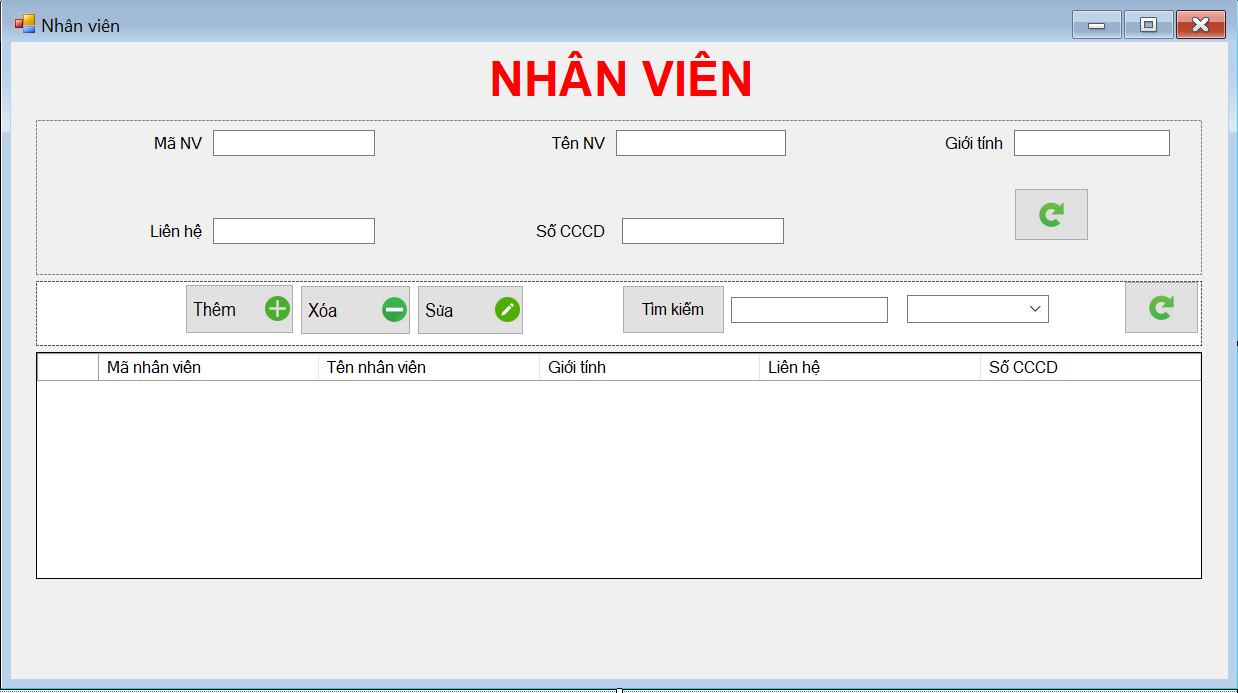 Nhân viên
NHÂN VIÊN
Mã NV Tên NV Giới tính
Liên hệ Số CCCD
Thêm Xóa Sửa Tìm kiếm
Mã nhân viên Tên nhân viên Giới tính Liên hệ Số CCCD